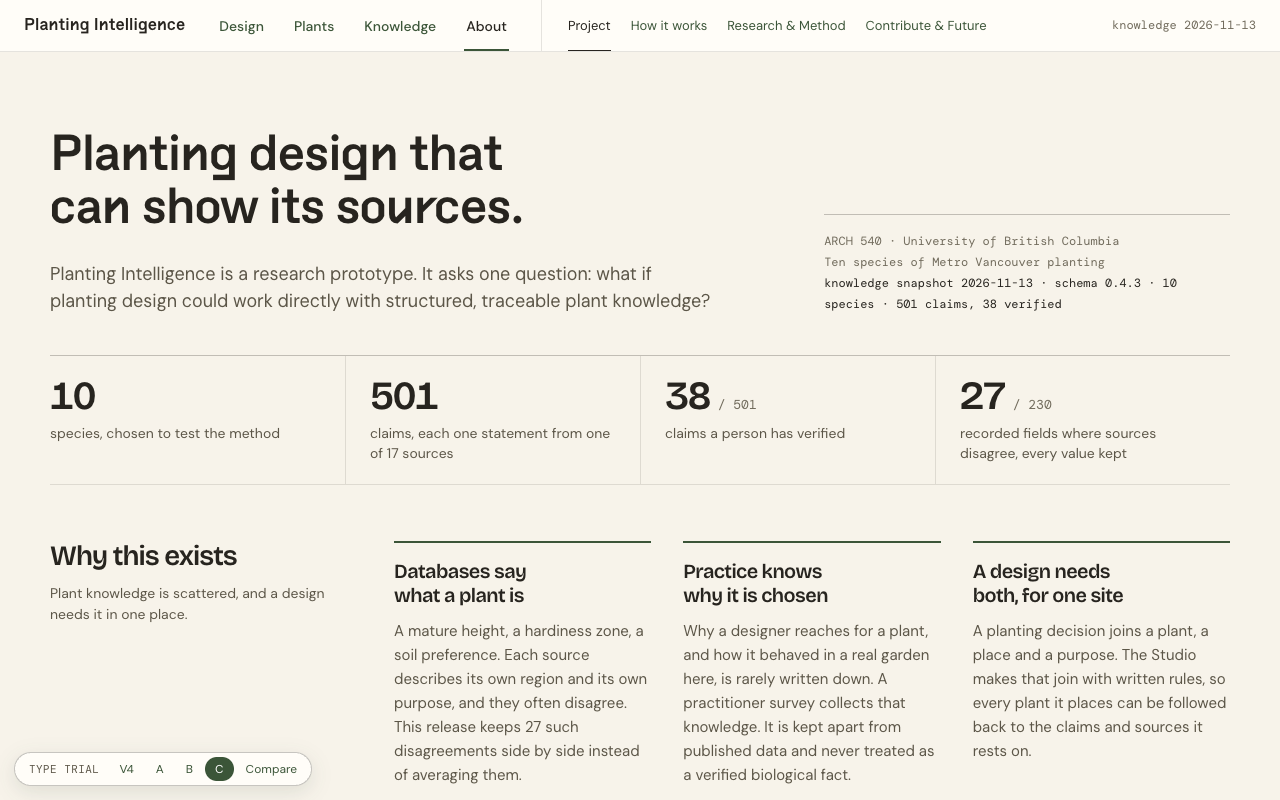 Planting Intelligence
Design
Plants
Knowledge
About
Project
How it works
Research & Method
Contribute & Future
knowledge 2026-11-13
Planting design that
can show its sources.
Planting Intelligence is a research prototype. It asks one question: what if
planting design could work directly with structured, traceable plant knowledge?
ARCH 540 · University of British Columbia
Ten species of Metro Vancouver planting
knowledge snapshot 2026-11-13 · schema 0.4.3 · 10
species · 501 claims, 38 verified
10
species, chosen to test the method
501
claims, each one statement from one
of 17 sources
38 / 501
claims a person has verified
27 / 230
recorded fields where sources
disagree, every value kept
Why this exists
Plant knowledge is scattered, and a design
needs it in one place.
Databases say
what a plant is
A mature height, a hardiness zone, a
soil preference. Each source
describes its own region and its own
purpose, and they often disagree.
This release keeps 27 such
disagreements side by side instead
of averaging them.
Practice knows
why it is chosen
Why a designer reaches for a plant,
and how it behaved in a real garden
here, is rarely written down. A
practitioner survey collects that
knowledge. It is kept apart from
published data and never treated as
a verified biological fact.
A design needs
both, for one site
A planting decision joins a plant, a
place and a purpose. The Studio
makes that join with written rules, so
every plant it places can be followed
back to the claims and sources it
rests on.
TYPE TRIAL
V4
A
B
C
Compare